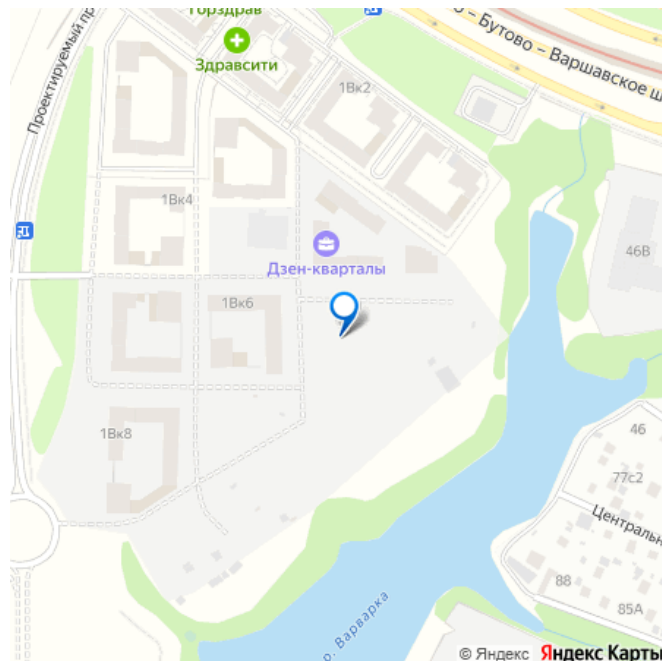 Горздрав
Здравсити
о – Бутово – Варшавское ш
Проектируемый пр
1Вк2
1Вк4
46В
Дзен-кварталы
1Вк6
1Вк8
46
77с2
Центральн
88
85А
р. Варварка
© Яндекс Яндекс Карты